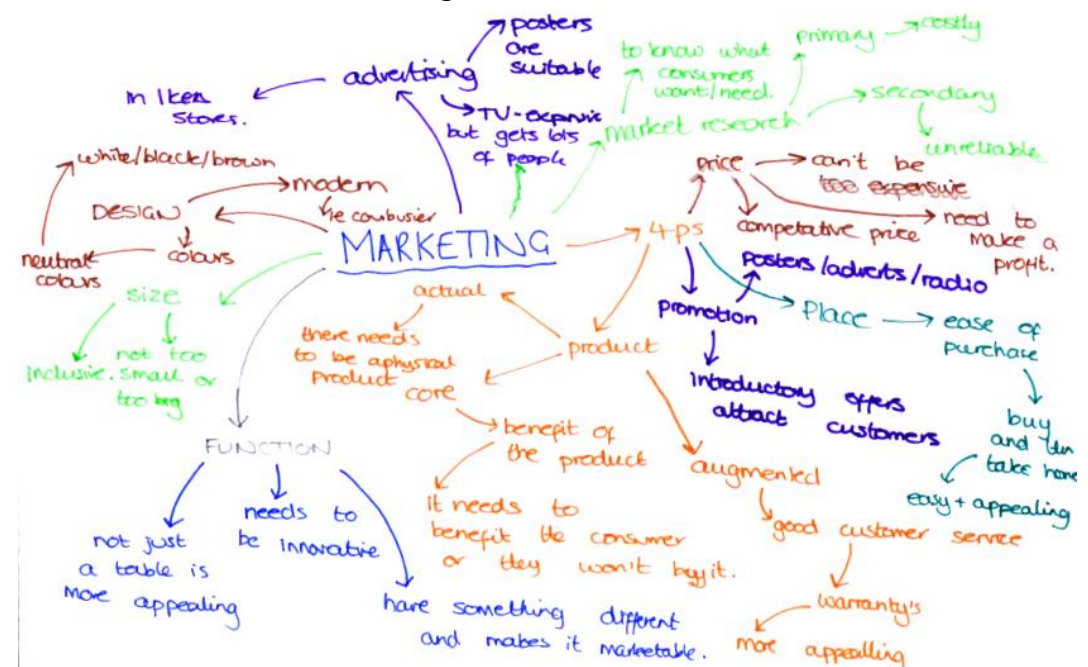 posters
are
suitable
advertising
in Ikea
stores.
TV-expensive
but gets lots
of people
to know what
consumers
want/need.
primary
costly
market research
secondary
unreliable
white/black/brown
modern
DESIGN
le courbusier
colours
neutral
colours
MARKETING
4ps
price
can't be
too expensive
competative price
need to
make a
profit.
posters/adverts/radio
promotion
introductory offers
attract customers
Place
ease of
purchase
buy
and
take home
easy + appealing
size
inclusive.
not too
small or
too big
actual
there needs
to be a physical
product
product
core
benefit of
the product
it needs to
benefit the consumer
or they won't buy it.
augmented
good customer service
warranty's
more appealling
FUNCTION
not just
a table is
more appealing
needs to
be innovative
have something different
and makes it marketable.